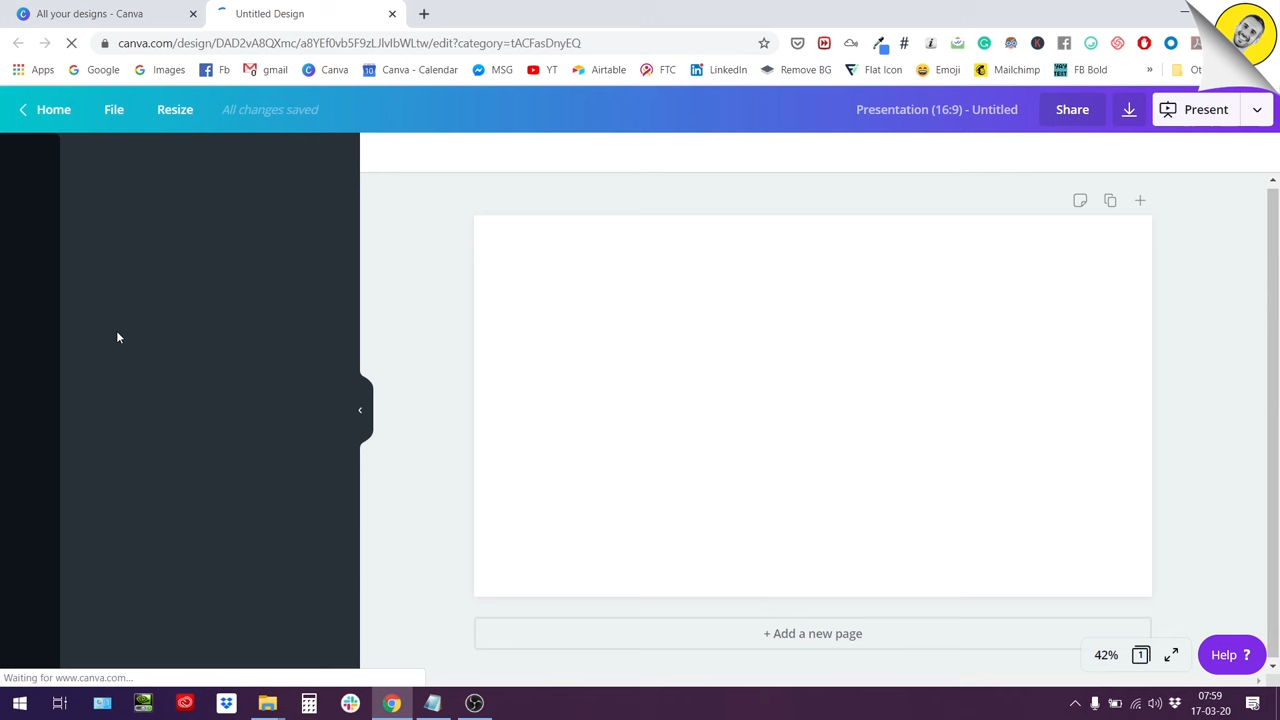 All your designs - Canva
Untitled Design
canva.com/design/DAD2vA8QXmc/a8YEf0vb5F9zLJlvIbWLtw/edit?category=tACFasDnyEQ
Apps
Google
Images
Fb
gmail
Canva
Canva - Calendar
MSG
YT
Airtable
FTC
LinkedIn
Remove BG
Flat Icon
Emoji
Mailchimp
FB Bold
»
Home
File
Resize
All changes saved
Presentation (16:9) - Untitled
Share
Present
+ Add a new page
42%
1
Help ?
Waiting for www.canva.com...
07:59
17-03-20